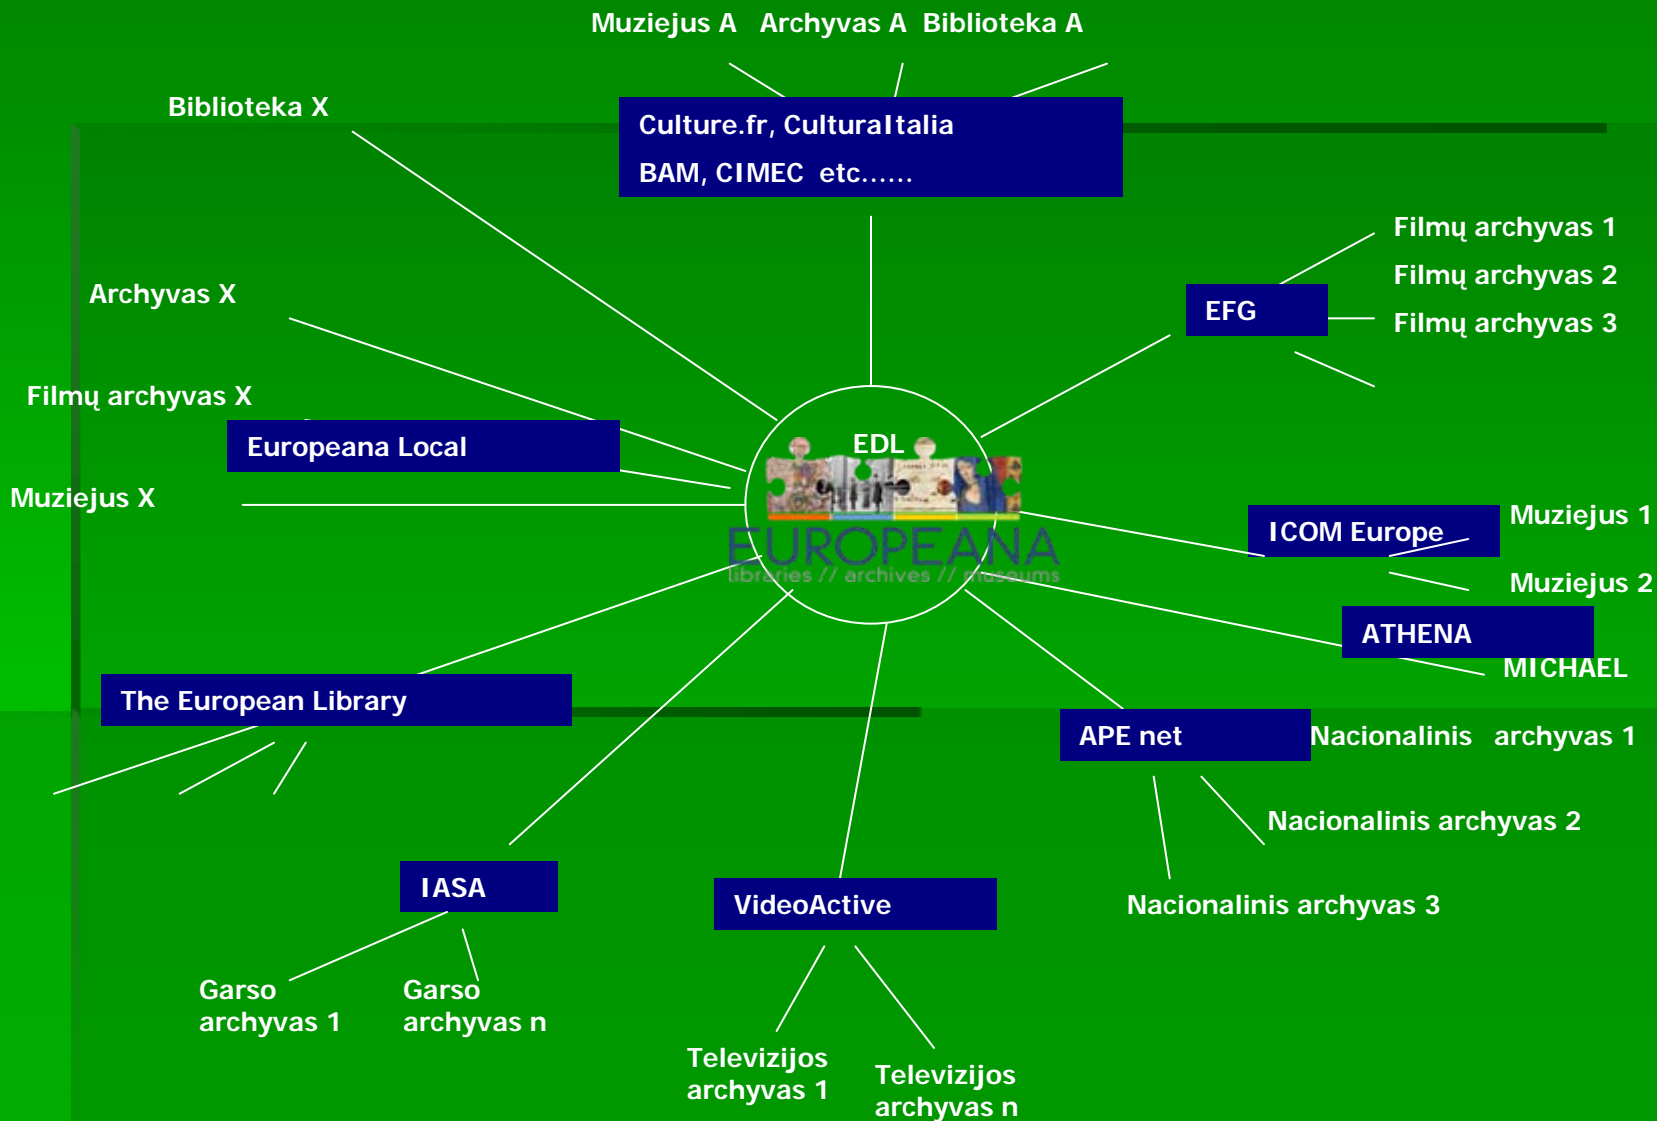 Muziejus A Archyvas A Biblioteka A
Biblioteka X
Culture.fr, CulturaItalia
BAM, CIMEC etc......
Filmų archyvas 1
Filmų archyvas 2
Filmų archyvas 3
EFG
Archyvas X
Filmų archyvas X
Europeana Local
Muziejus X
EDL
EUROPEANA
libraries // archives // museums
ICOM Europe
Muziejus 1
Muziejus 2
ATHENA
MICHAEL
The European Library
APE net
Nacionalinis archyvas 1
Nacionalinis archyvas 2
Nacionalinis archyvas 3
IASA
VideoActive
Garso
archyvas 1
Garso
archyvas n
Televizijos
archyvas 1
Televizijos
archyvas n